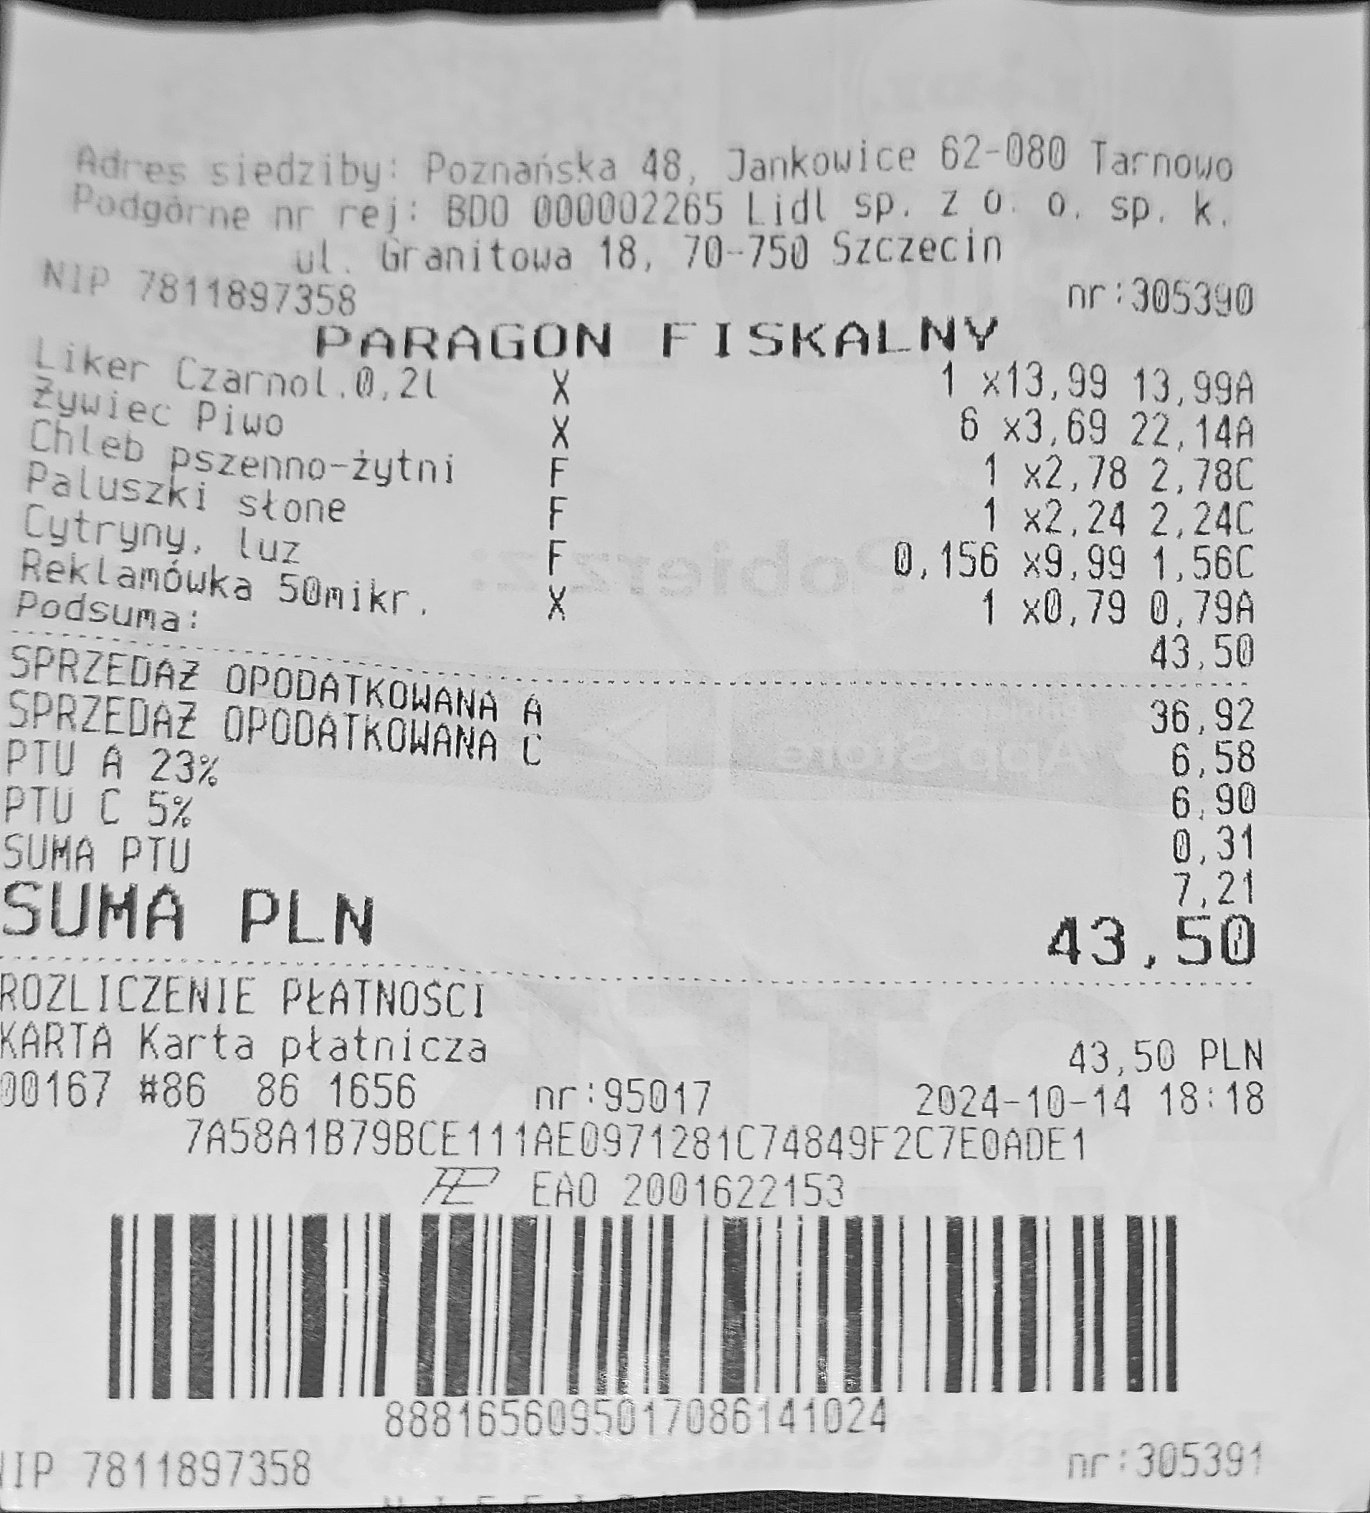 Adres siedziby: Poznańska 48, Jankowice 62-080 Tarnowo
Podgórne nr rej: BDO 000002265 Lidl sp. z o. o. sp. k.
ul. Granitowa 18, 70-750 Szczecin
NIP 7811897358 nr:305390
PARAGON FISKALNY
Liker Czarnol.0,2l X 1 x13,99 13,99A
Żywiec Piwo X 6 x3,69 22,14A
Chleb pszenno-żytni F 1 x2,78 2,78C
Paluszki słone F 1 x2,24 2,24C
Cytryny, luz F 0,156 x9,99 1,56C
Reklamówka 50mikr. X 1 x0,79 0,79A
Podsuma: 43,50
SPRZEDAŻ OPODATKOWANA A 36,92
SPRZEDAŻ OPODATKOWANA C 6,58
PTU A 23% 6,90
PTU C 5% 0,31
SUMA PTU 7,21
SUMA PLN 43,50
ROZLICZENIE PŁATNOŚCI
KARTA Karta płatnicza 43,50 PLN
00167 #86 86 1656 nr:95017 2024-10-14 18:18
7A58A1B79BCE111AE0971281C74849F2C7E0ADE1
EAO 2001622153
8881656095017086141024
NIP 7811897358 nr:305391